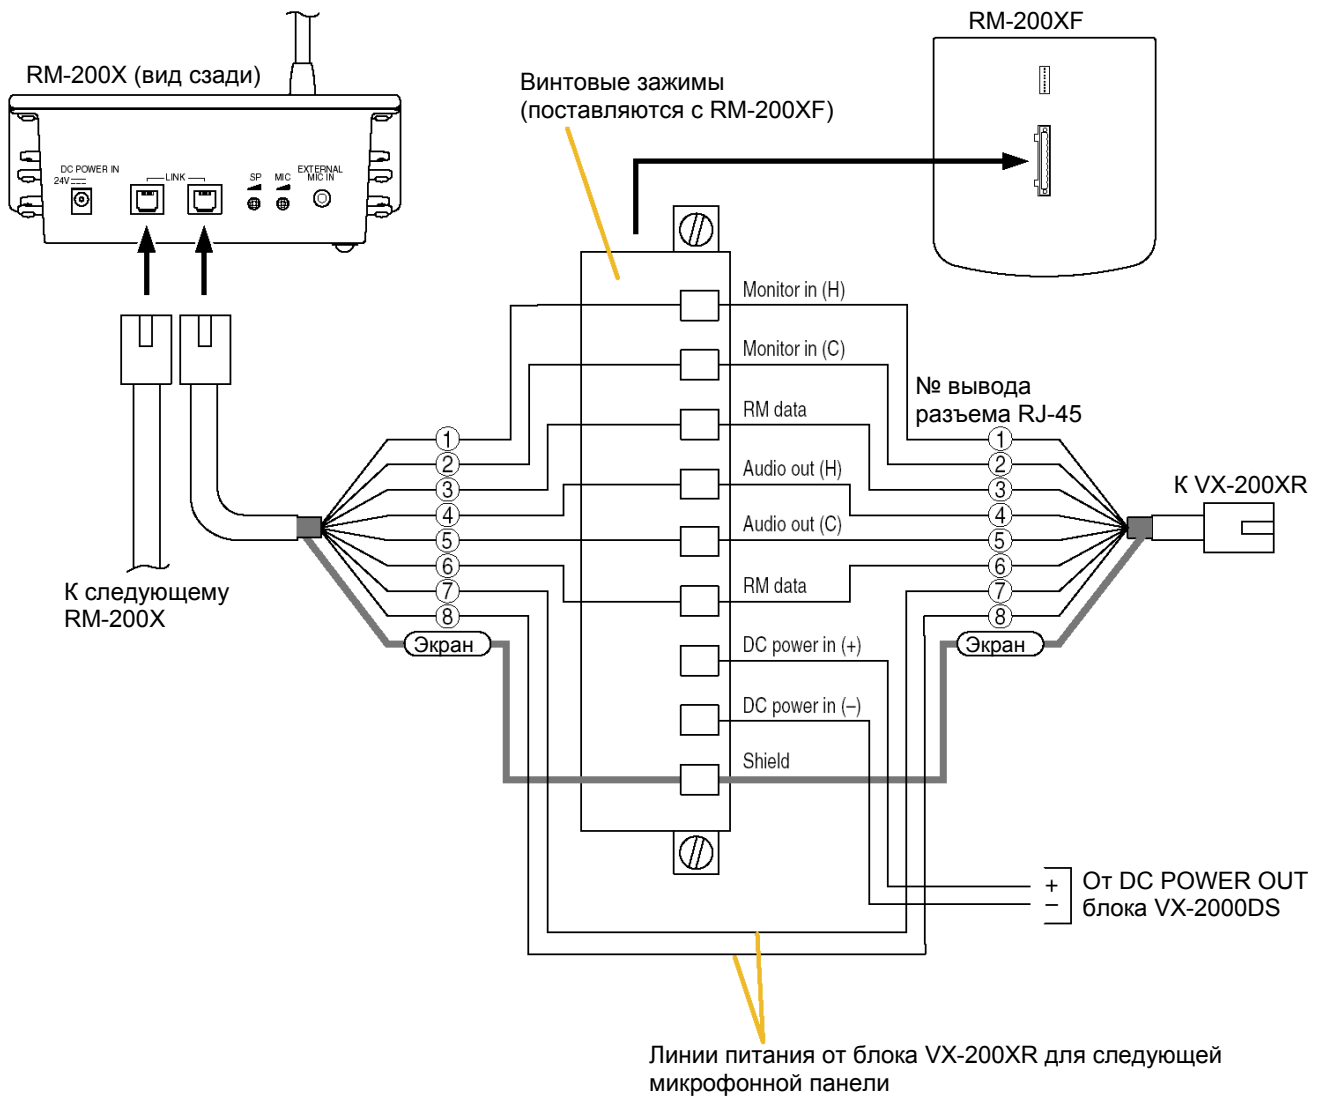 RM-200XF
RM-200X (вид сзади)
Винтовые зажимы
(поставляются с RM-200XF)
DC POWER IN
24V
LINK
SP
MIC
EXTERNAL
MIC IN
Monitor in (H)
Monitor in (C)
RM data
Audio out (H)
Audio out (C)
RM data
DC power in (+)
DC power in (–)
Shield
№ вывода
разъема RJ-45
1
2
3
4
5
6
7
8
Экран
1
2
3
4
5
6
7
8
Экран
К VX-200XR
К следующему
RM-200X
+
–
От DC POWER OUT
блока VX-2000DS
Линии питания от блока VX-200XR для следующей
микрофонной панели